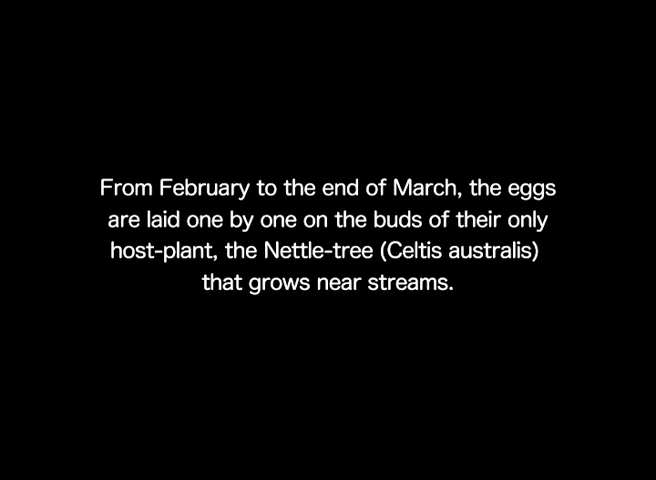 From February to the end of March, the eggs
are laid one by one on the buds of their only
host-plant, the Nettle-tree (Celtis australis)
that grows near streams.